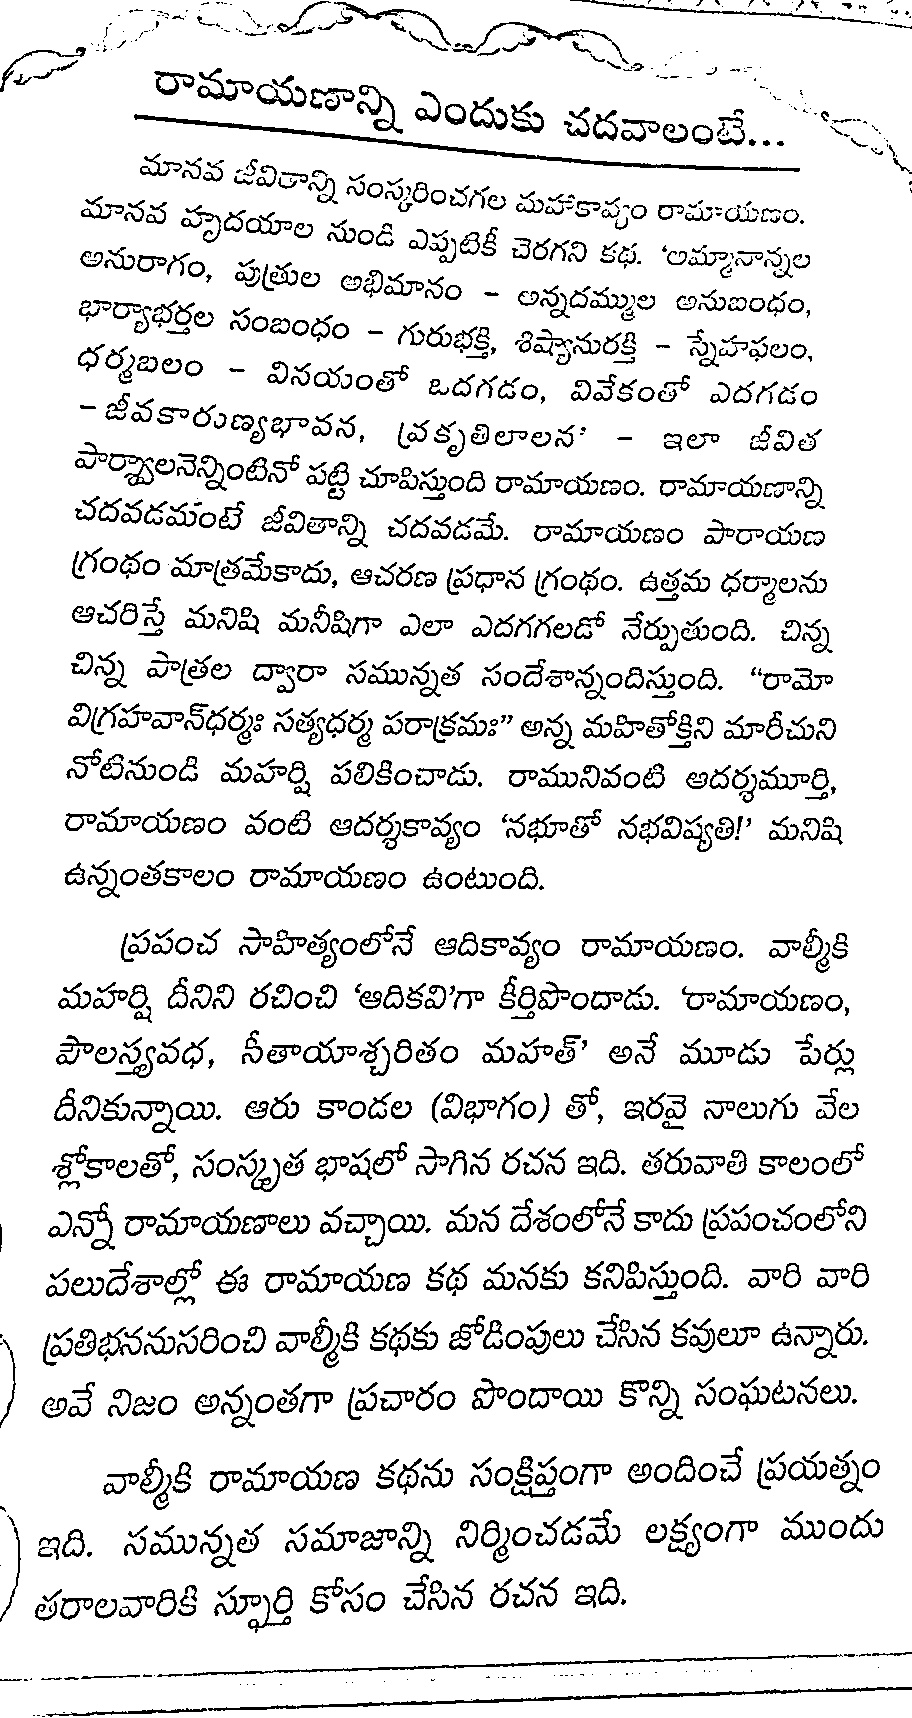 రామాయణాన్ని ఎందుకు చదవాలంటే...
మానవ జీవితాన్ని సంస్కరించగల మహాకావ్యం రామాయణం.
మానవ హృదయాల నుండి ఎప్పటికీ చెరగని కథ. ‘అమ్మానాన్నల
అనురాగం, పుత్రుల అభిమానం – అన్నదమ్ముల అనుబంధం,
భార్యాభర్తల సంబంధం – గురుభక్తి, శిష్యానురక్తి – స్నేహఫలం,
ధర్మబలం – వినయంతో ఒదగడం, వివేకంతో ఎదగడం
– జీవకారుణ్యభావన, ప్రకృతిలాలన’ – ఇలా జీవిత
పార్శ్వాలనెన్నింటినో పట్టి చూపిస్తుంది రామాయణం. రామాయణాన్ని
చదవడమంటే జీవితాన్ని చదవడమే. రామాయణం పారాయణ
గ్రంథం మాత్రమేకాదు, ఆచరణ ప్రధాన గ్రంథం. ఉత్తమ ధర్మాలను
ఆచరిస్తే మనిషి మనీషిగా ఎలా ఎదగగలడో నేర్పుతుంది. చిన్న
చిన్న పాత్రల ద్వారా సమున్నత సందేశాన్నందిస్తుంది. “రామో
విగ్రహవాన్‌ధర్మః సత్యధర్మ పరాక్రమః” అన్న మహితోక్తిని మారీచుని
నోటినుండి మహర్షి పలికించాడు. రామునివంటి ఆదర్శమూర్తి,
రామాయణం వంటి ఆదర్శకావ్యం ‘నభూతో నభవిష్యతి!’ మనిషి
ఉన్నంతకాలం రామాయణం ఉంటుంది.
ప్రపంచ సాహిత్యంలోనే ఆదికావ్యం రామాయణం. వాల్మీకి
మహర్షి దీనిని రచించి ‘ఆదికవి’గా కీర్తిపొందాడు. ‘రామాయణం,
పౌలస్త్యవధ, సీతాయాశ్చరితం మహత్’ అనే మూడు పేర్లు
దీనికున్నాయి. ఆరు కాండల (విభాగం) తో, ఇరవై నాలుగు వేల
శ్లోకాలతో, సంస్కృత భాషలో సాగిన రచన ఇది. తరువాతి కాలంలో
ఎన్నో రామాయణాలు వచ్చాయి. మన దేశంలోనే కాదు ప్రపంచంలోని
పలుదేశాల్లో ఈ రామాయణ కథ మనకు కనిపిస్తుంది. వారి వారి
ప్రతిభననుసరించి వాల్మీకి కథకు జోడింపులు చేసిన కవులూ ఉన్నారు.
అవే నిజం అన్నంతగా ప్రచారం పొందాయి కొన్ని సంఘటనలు.
వాల్మీకి రామాయణ కథను సంక్షిప్తంగా అందించే ప్రయత్నం
ఇది. సమున్నత సమాజాన్ని నిర్మించడమే లక్ష్యంగా ముందు
తరాలవారికి స్ఫూర్తి కోసం చేసిన రచన ఇది.